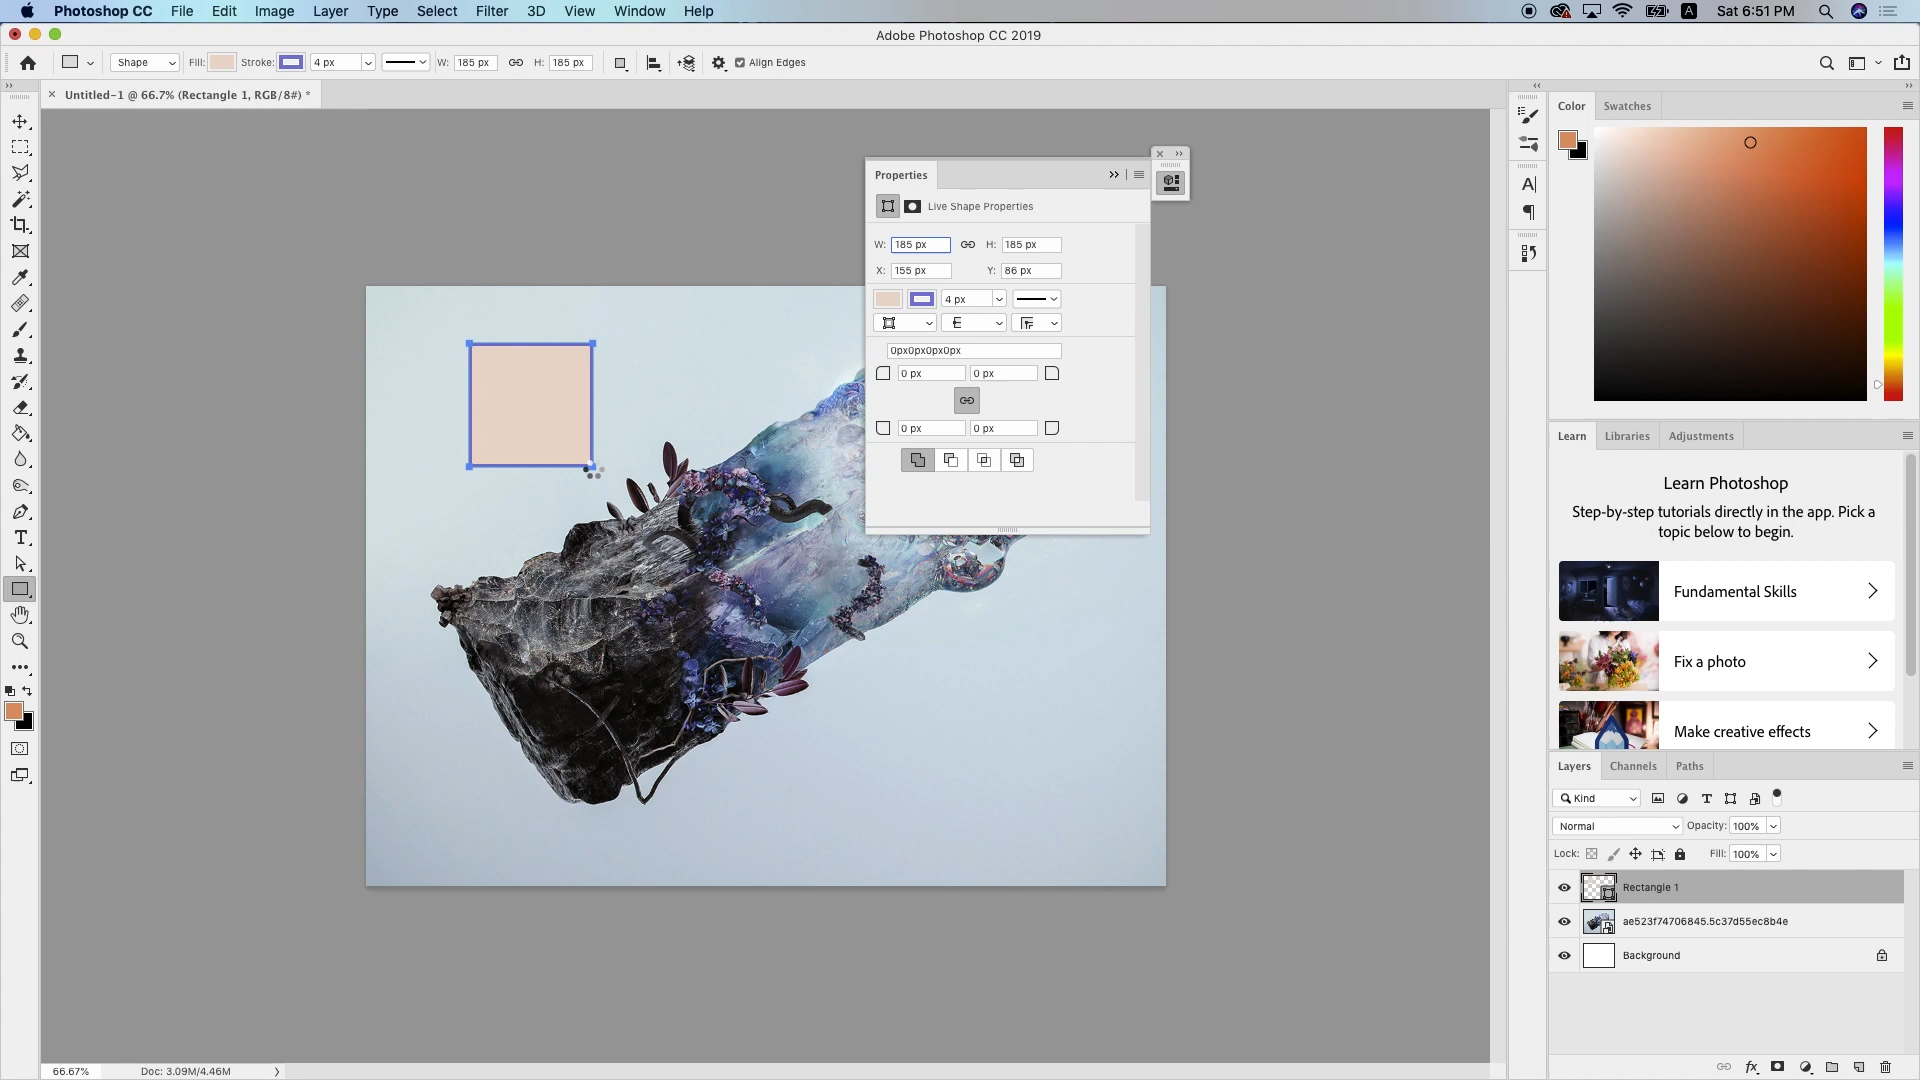 Photoshop CC File Edit Image Layer Type Select Filter 3D View Window Help A Sat 6:51 PM
Adobe Photoshop CC 2019
Shape Fill: Stroke: 4 px W: 185 px H: 185 px Align Edges
× Untitled-1 @ 66.7% (Rectangle 1, RGB/8#) *
Properties
Live Shape Properties
W: 185 px H: 185 px
X: 155 px Y: 86 px
4 px
0px0px0px0px
0 px 0 px
0 px 0 px
T
66.67% Doc: 3.09M/4.46M
A
Color Swatches
Learn Libraries Adjustments
Learn Photoshop
Step-by-step tutorials directly in the app. Pick a
topic below to begin.
Fundamental Skills
Fix a photo
Make creative effects
Layers Channels Paths
Kind T
Normal Opacity: 100%
Lock: Fill: 100%
Rectangle 1
ae523f74706845.5c37d55ec8b4e
Background
fx